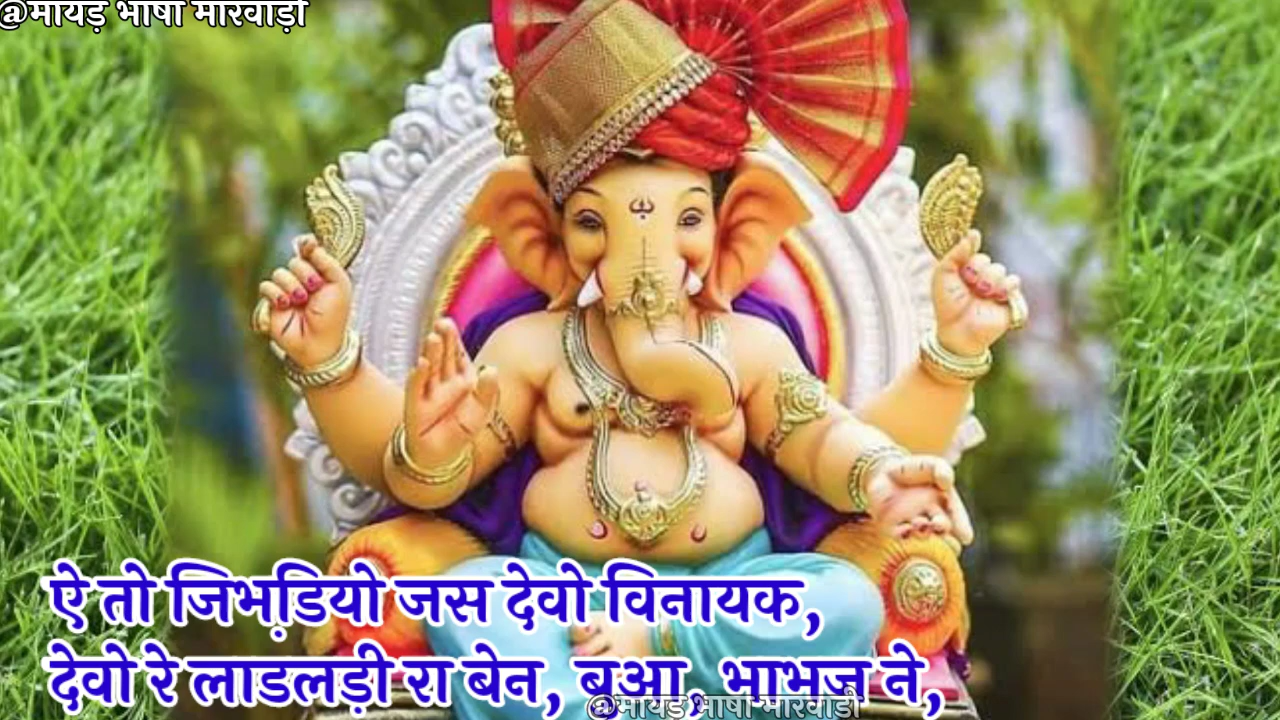 @मायड़ भाषा मारवाड़ी
ऐ तो जिभडि़यो जस देवो विनायक,
देवो रे लाडलड़ी रा बेन, बुआ, भाभज ने,
@मायड़ भाषा मारवाड़ी